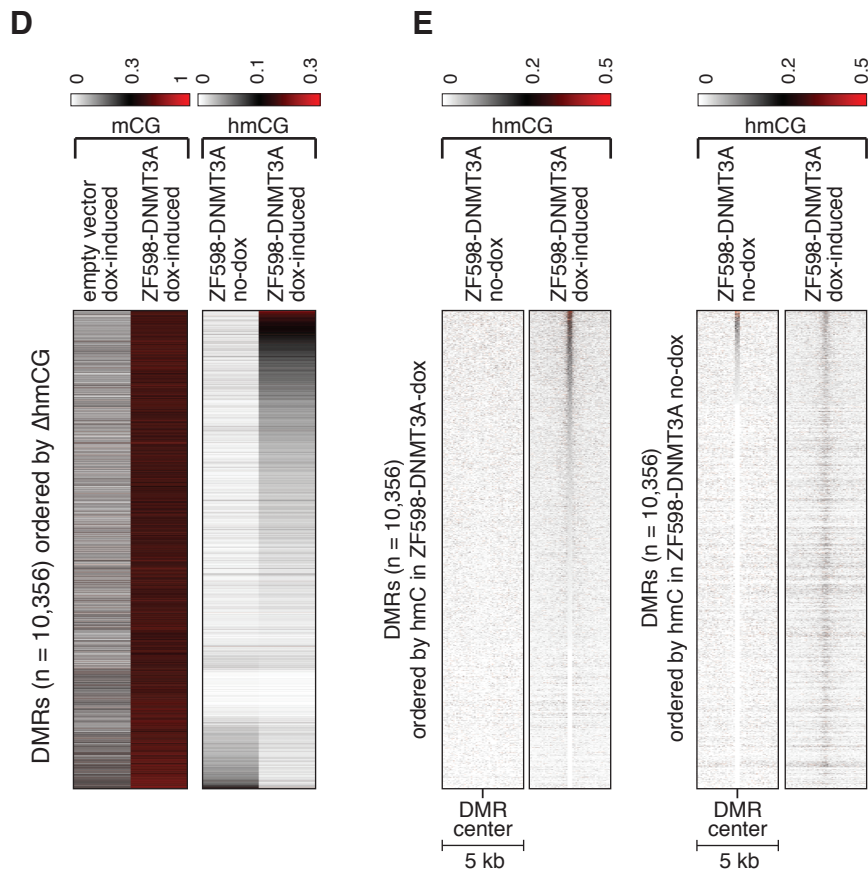 D
0
0.3
1
0
0.1
0.3
mCG
hmCG
empty vector
dox-induced
ZF598-DNMT3A
dox-induced
ZF598-DNMT3A
no-dox
ZF598-DNMT3A
dox-induced
DMRs (n = 10,356) ordered by ΔhmCG
E
0
0.2
0.5
0
0.2
0.5
hmCG
hmCG
ZF598-DNMT3A
no-dox
ZF598-DNMT3A
dox-induced
ZF598-DNMT3A
no-dox
ZF598-DNMT3A
dox-induced
DMRs (n = 10,356)
ordered by hmC in ZF598-DNMT3A-dox
DMRs (n = 10,356)
ordered by hmC in ZF598-DNMT3A no-dox
DMR
center
5 kb
DMR
center
5 kb